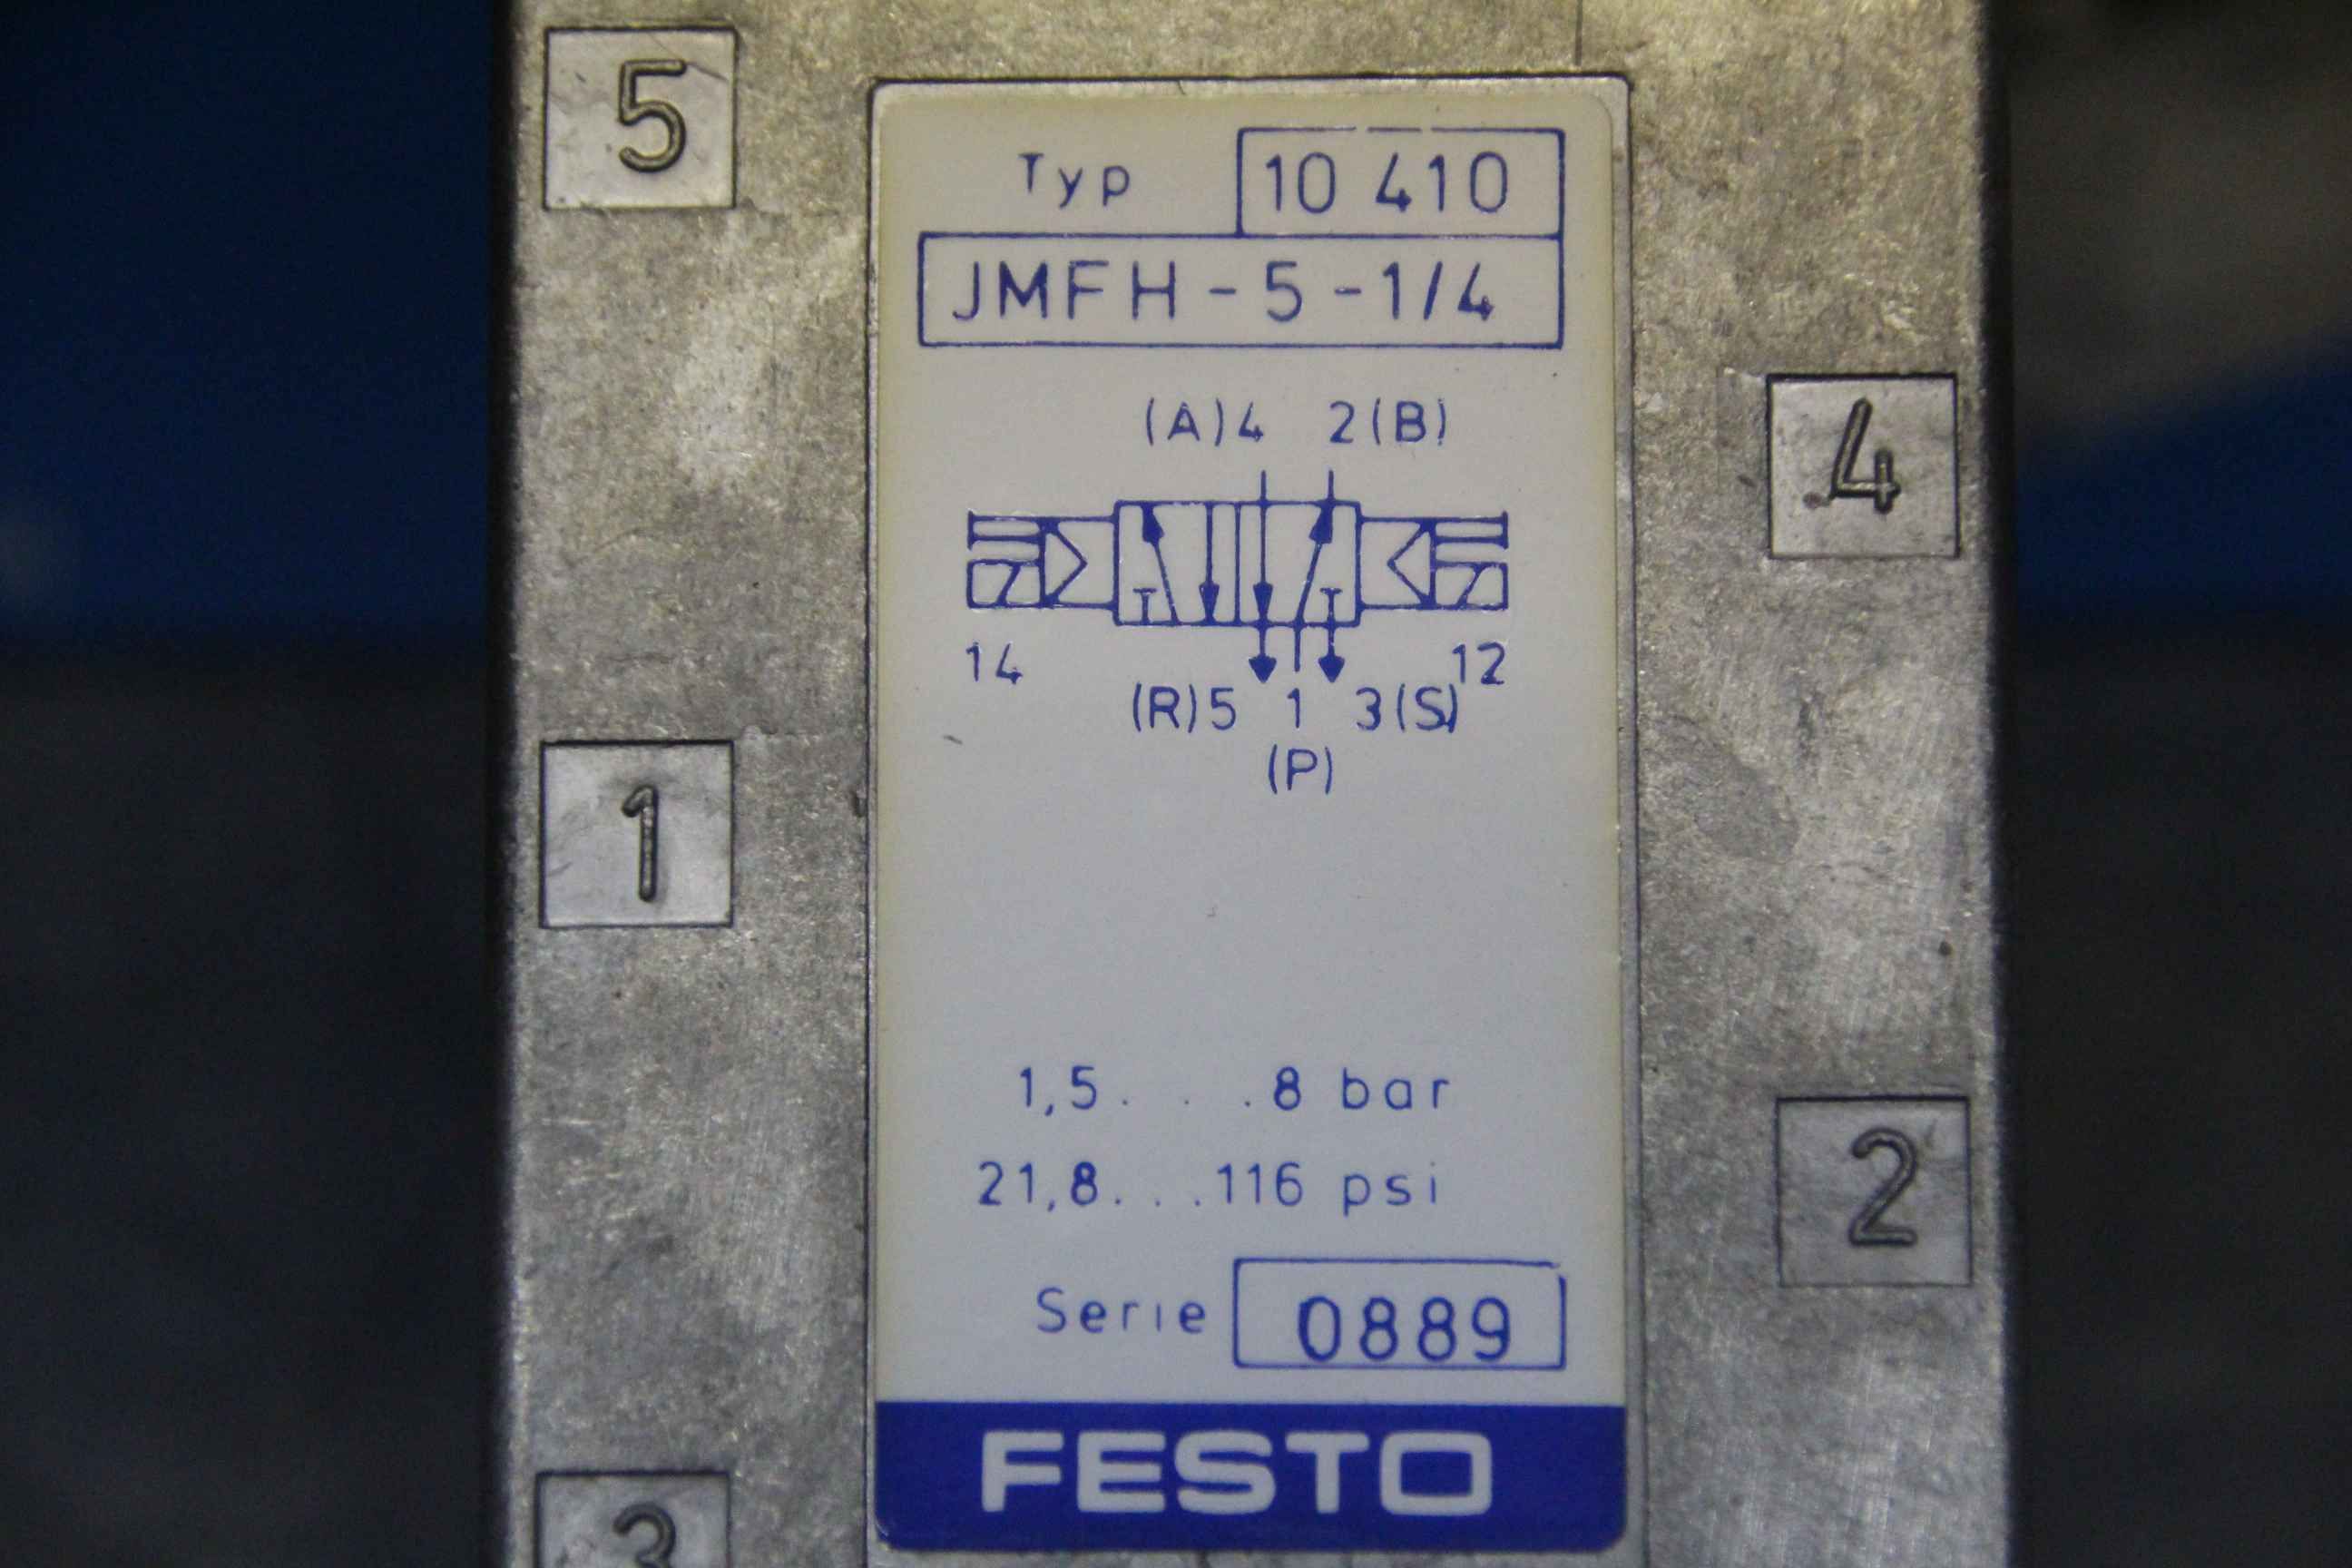 5
Typ 10 410
JMFH-5-1/4
(A)4 2(B)
4
14 12
(R)5 1 3(S)
(P)
1
1,5. . .8 bar
2
21,8. . .116 psi
Serie 0889
FESTO
3